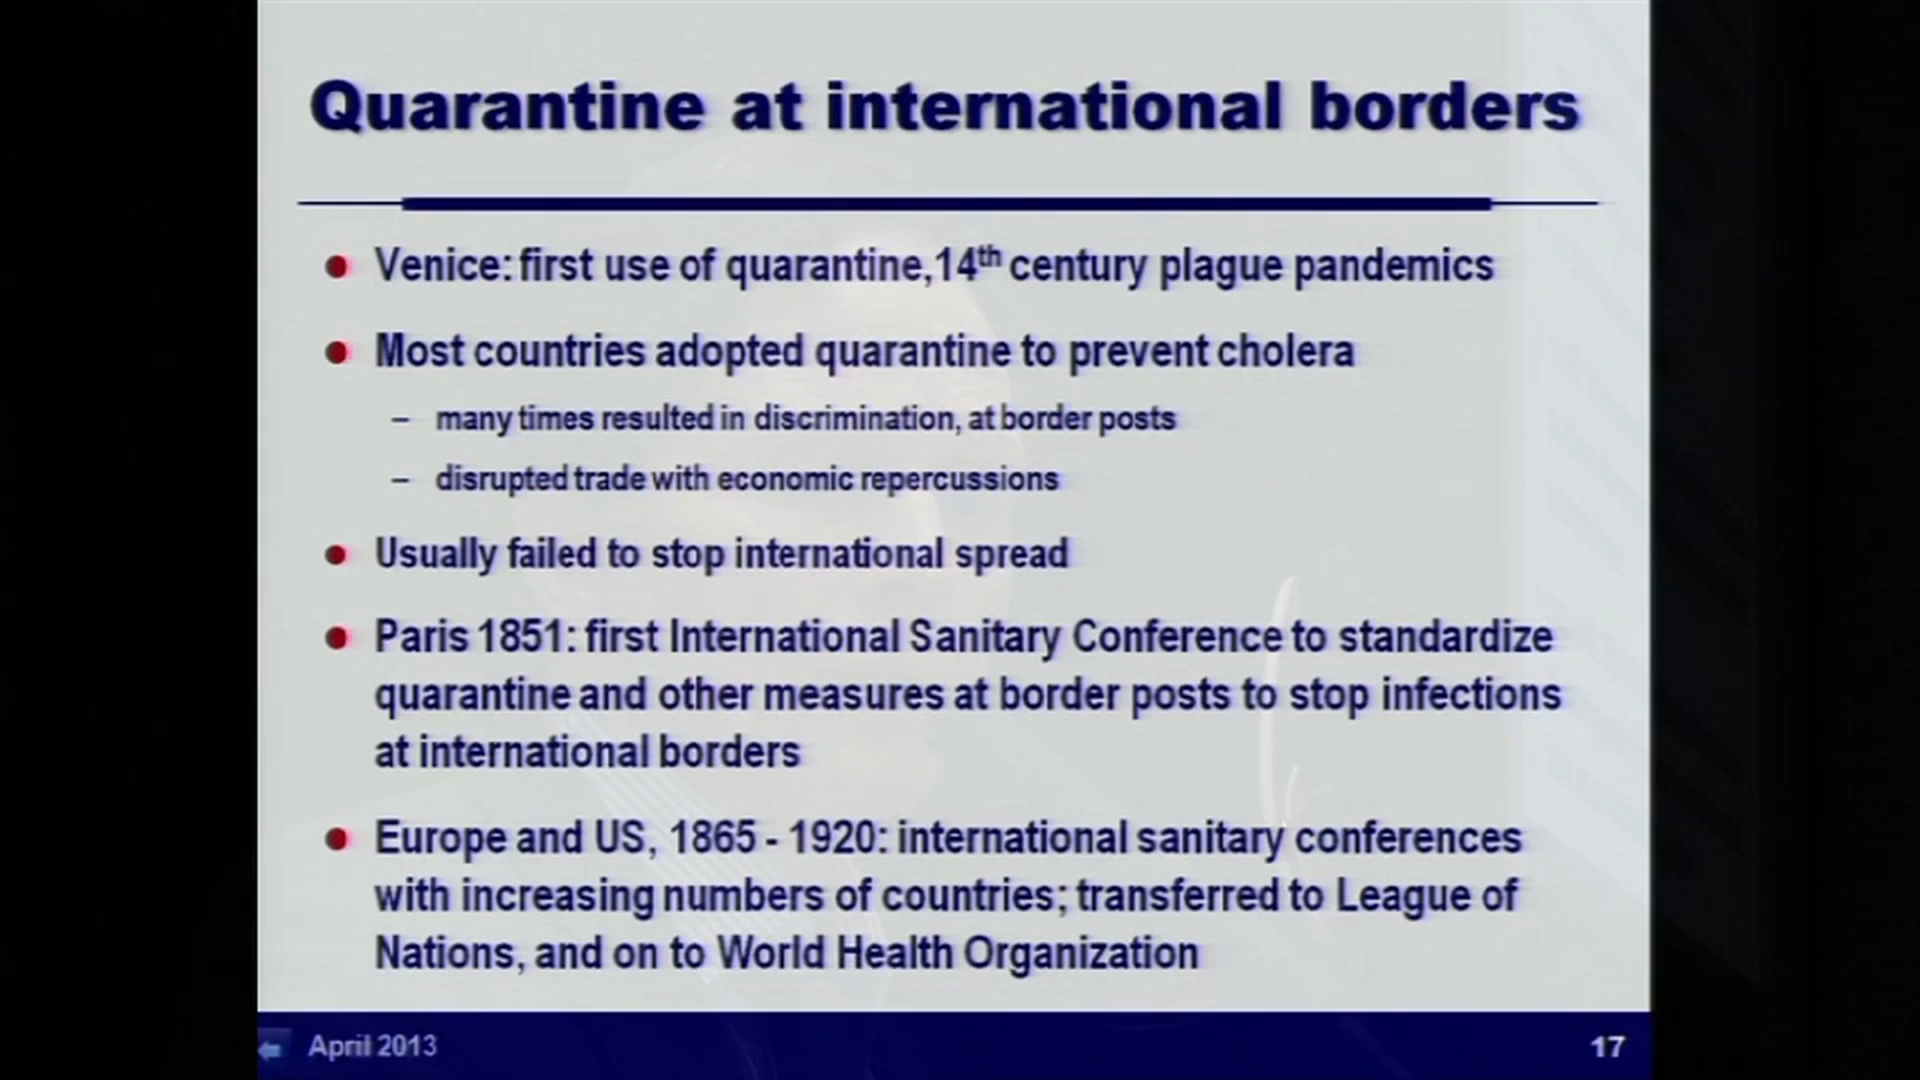 Quarantine at international borders
● Venice: first use of quarantine,14th century plague pandemics
● Most countries adopted quarantine to prevent cholera
– many times resulted in discrimination, at border posts
– disrupted trade with economic repercussions
● Usually failed to stop international spread
● Paris 1851: first International Sanitary Conference to standardize
quarantine and other measures at border posts to stop infections
at international borders
● Europe and US, 1865 - 1920: international sanitary conferences
with increasing numbers of countries; transferred to League of
Nations, and on to World Health Organization
April 2013
17